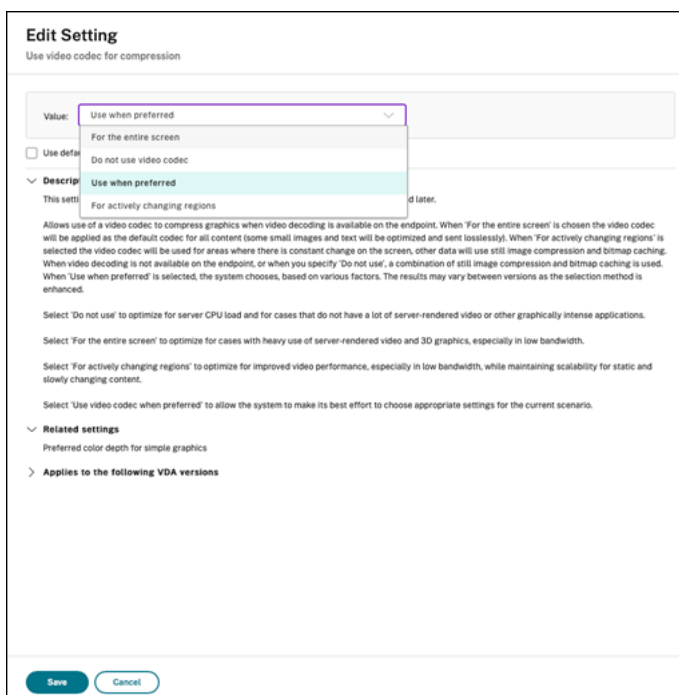 Edit Setting
Use video codec for compression
Value: Use when preferred
For the entire screen
Use defa
Do not use video codec
Descrip
Use when preferred
This setti
d later.
For actively changing regions
Allows use of a video codec to compress graphics when video decoding is available on the endpoint. When 'For the entire screen' is chosen the video codec
will be applied as the default codec for all content (some small images and text will be optimized and sent losslessly). When 'For actively changing regions' is
selected the video codec will be used for areas where there is constant change on the screen, other data will use still image compression and bitmap caching.
When video decoding is not available on the endpoint, or when you specify 'Do not use', a combination of still image compression and bitmap caching is used.
When 'Use when preferred' is selected, the system chooses, based on various factors. The results may vary between versions as the selection method is
enhanced.
Select 'Do not use' to optimize for server CPU load and for cases that do not have a lot of server-rendered video or other graphically intense applications.
Select 'For the entire screen' to optimize for cases with heavy use of server-rendered video and 3D graphics, especially in low bandwidth.
Select 'For actively changing regions' to optimize for improved video performance, especially in low bandwidth, while maintaining scalability for static and
slowly changing content.
Select 'Use video codec when preferred' to allow the system to make its best effort to choose appropriate settings for the current scenario.
Related settings
Preferred color depth for simple graphics
Applies to the following VDA versions
Save
Cancel